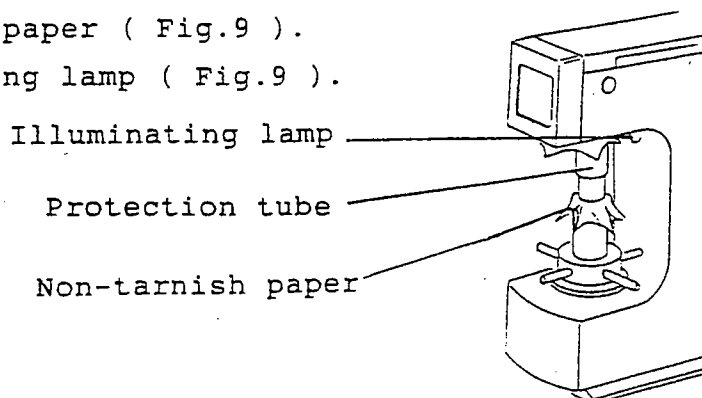 paper ( Fig.9 ).
ng lamp ( Fig.9 ).
Illuminating lamp
Protection tube
Non-tarnish paper